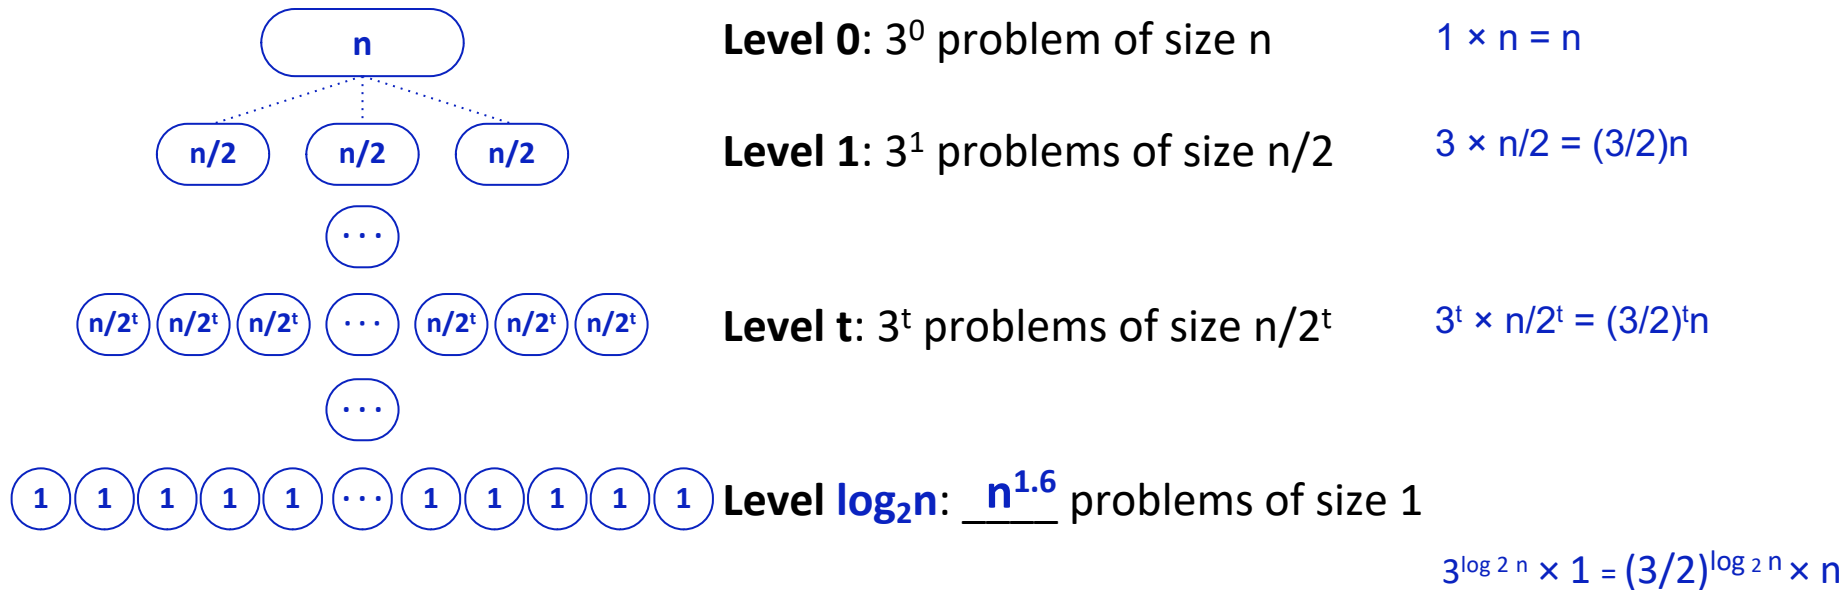 n
Level 0: 3⁰ problem of size n
1 × n = n
n/2 n/2 n/2
Level 1: 3¹ problems of size n/2
3 × n/2 = (3/2)n
...
n/2ᵗ n/2ᵗ n/2ᵗ ... n/2ᵗ n/2ᵗ n/2ᵗ
Level t: 3ᵗ problems of size n/2ᵗ
3ᵗ × n/2ᵗ = (3/2)ᵗn
...
1 1 1 1 1 ... 1 1 1 1 1
Level log₂n: n¹·⁶ problems of size 1
3^log 2 n × 1 = (3/2)^log 2 n × n